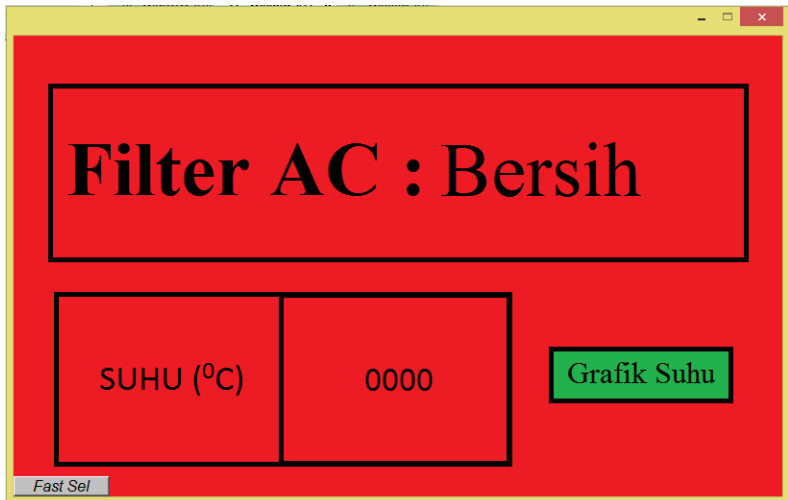 Filter AC : Bersih
SUHU (⁰C)
0000
Grafik Suhu
Fast Sel